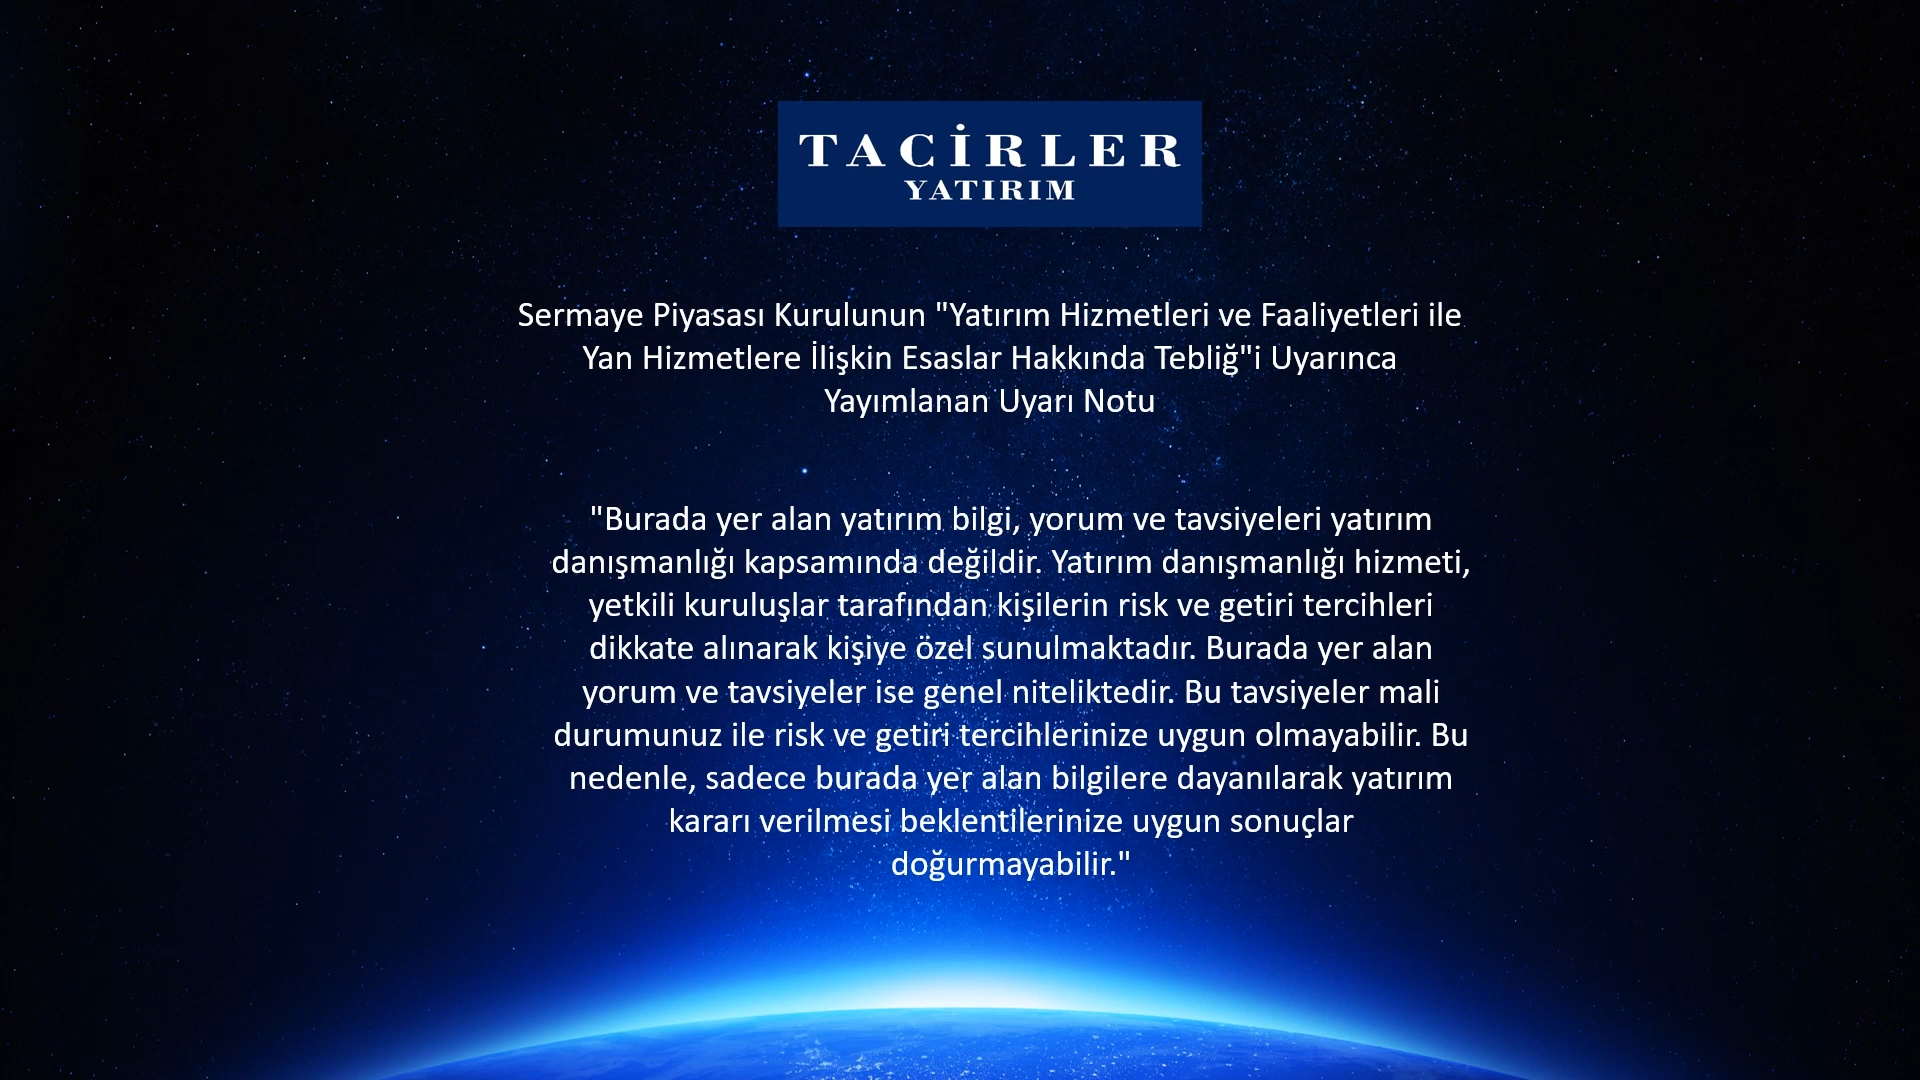 TACİRLER
YATIRIM
Sermaye Piyasası Kurulunun "Yatırım Hizmetleri ve Faaliyetleri ile
Yan Hizmetlere İlişkin Esaslar Hakkında Tebliğ"i Uyarınca
Yayımlanan Uyarı Notu
"Burada yer alan yatırım bilgi, yorum ve tavsiyeleri yatırım
danışmanlığı kapsamında değildir. Yatırım danışmanlığı hizmeti,
yetkili kuruluşlar tarafından kişilerin risk ve getiri tercihleri
dikkate alınarak kişiye özel sunulmaktadır. Burada yer alan
yorum ve tavsiyeler ise genel niteliktedir. Bu tavsiyeler mali
durumunuz ile risk ve getiri tercihlerinize uygun olmayabilir. Bu
nedenle, sadece burada yer alan bilgilere dayanılarak yatırım
kararı verilmesi beklentilerinize uygun sonuçlar
doğurmayabilir."